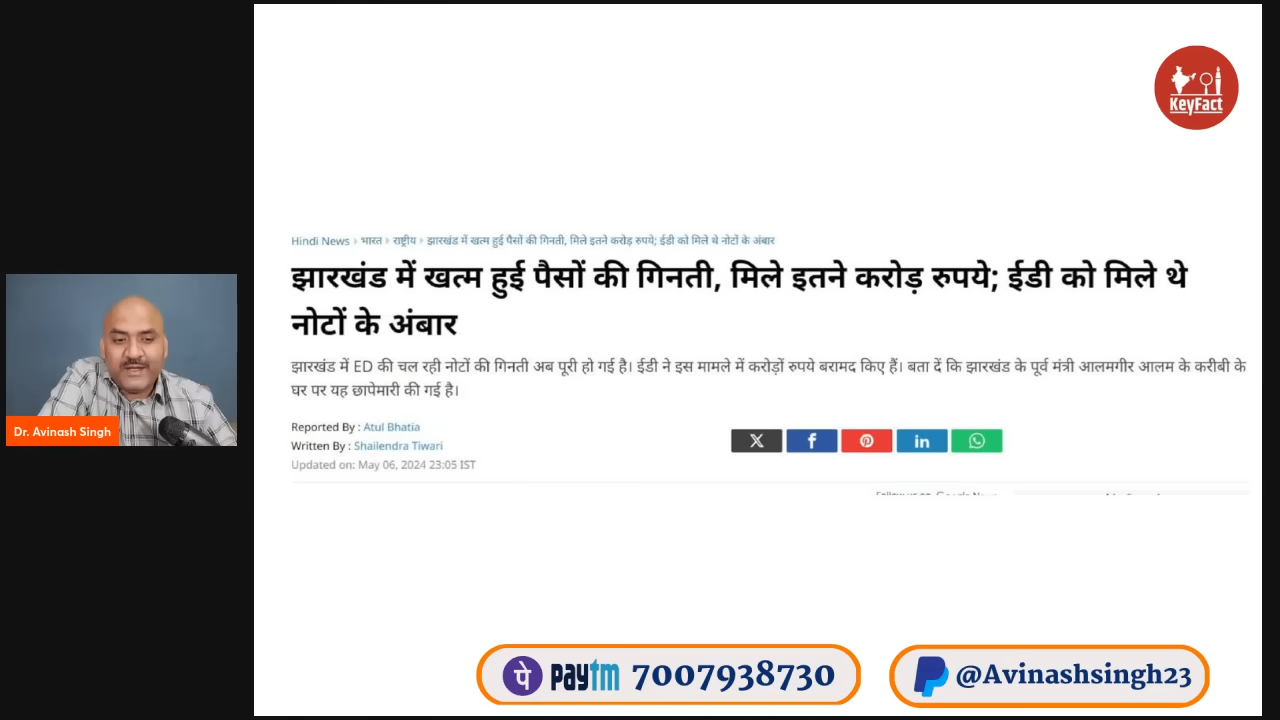 KeyFact
Hindi News › भारत › राष्ट्रीय › झारखंड में खत्म हुई पैसों की गिनती, मिले इतने करोड़ रुपये; ईडी को मिले थे नोटों के अंबार
झारखंड में खत्म हुई पैसों की गिनती, मिले इतने करोड़ रुपये; ईडी को मिले थे
नोटों के अंबार
झारखंड में ED की चल रही नोटों की गिनती अब पूरी हो गई है। ईडी ने इस मामले में करोड़ों रुपये बरामद किए हैं। बता दें कि झारखंड के पूर्व मंत्री आलमगीर आलम के करीबी के
घर पर यह छापेमारी की गई है।
Reported By : Atul Bhatia
Written By : Shailendra Tiwari
Updated on: May 06, 2024 23:05 IST
Dr. Avinash Singh
पे paytm 7007938730
@Avinashsingh23